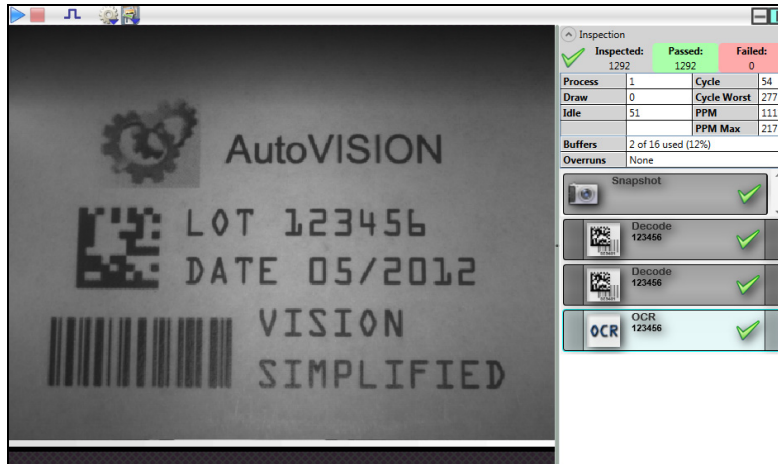 Inspection
Inspected: Passed: Failed:
1292 1292 0
Process 1 Cycle 54
Draw 0 Cycle Worst 277
Idle 51 PPM 111
PPM Max 217
Buffers 2 of 16 used (12%)
Overruns None
Snapshot
Decode
123456
Decode
123456
OCR
OCR
123456
AutoVISION
LOT 123456
DATE 05/2012
VISION
SIMPLIFIED